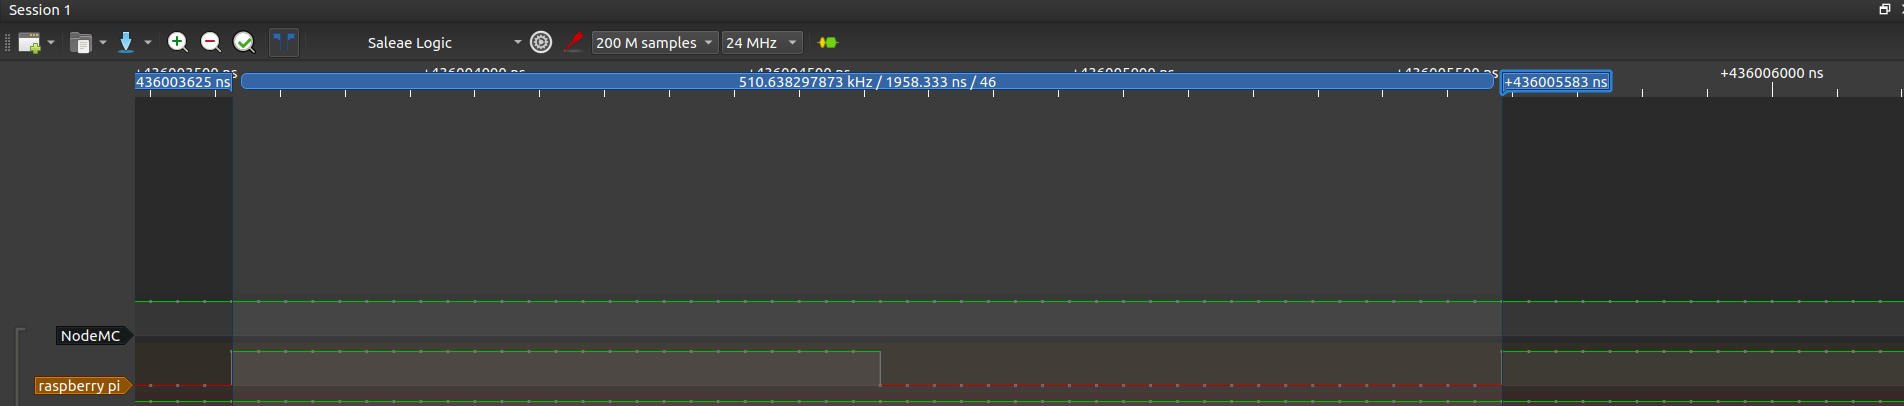 Session 1
Saleae Logic
200 M samples
24 MHz
+436003500 ns +436004000 ns +436004500 ns +436005000 ns +436005500 ns +436006000 ns
436003625 ns 510.638297873 kHz / 1958.333 ns / 46 +436005583 ns
NodeMC
raspberry pi